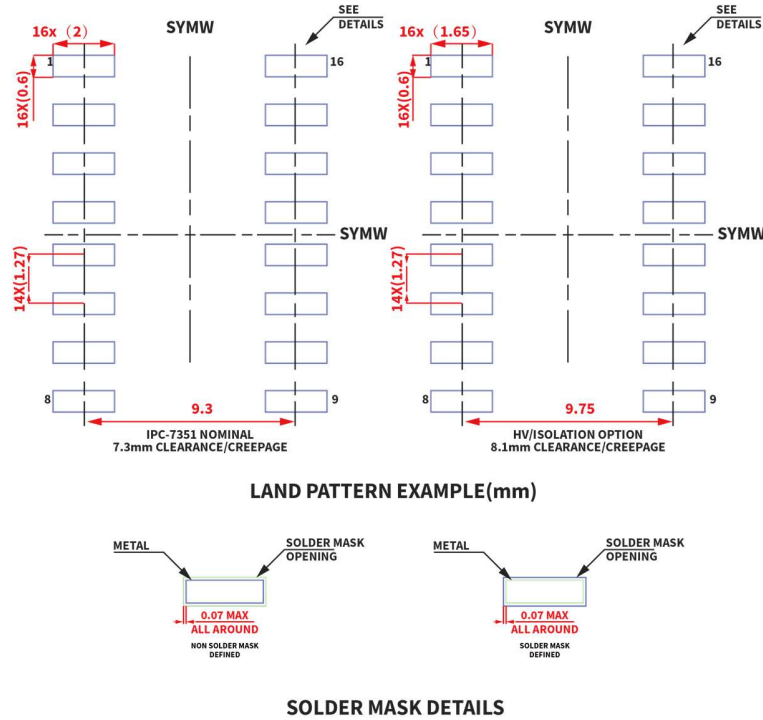 SYMW
SEE
DETAILS
16x（2）
1
16
16X(0.6)
SYMW
14X(1.27)
8
9
9.3
IPC-7351 NOMINAL
7.3mm CLEARANCE/CREEPAGE
SYMW
SEE
DETAILS
16x（1.65）
1
16
16X(0.6)
SYMW
14X(1.27)
8
9
9.75
HV/ISOLATION OPTION
8.1mm CLEARANCE/CREEPAGE
LAND PATTERN EXAMPLE(mm)
METAL
SOLDER MASK
OPENING
0.07 MAX
ALL AROUND
NON SOLDER MASK
DEFINED
METAL
SOLDER MASK
OPENING
0.07 MAX
ALL AROUND
SOLDER MASK
DEFINED
SOLDER MASK DETAILS